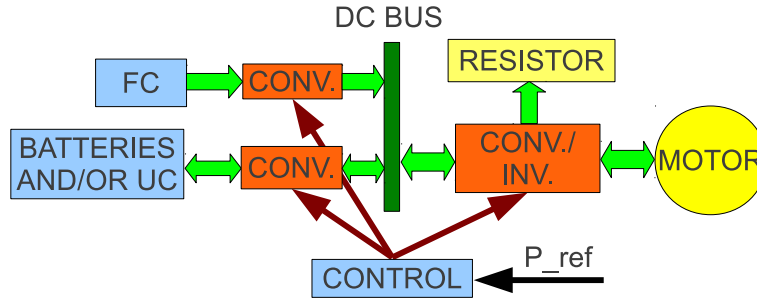 DC BUS
FC
CONV.
RESISTOR
BATTERIES
AND/OR UC
CONV.
CONV./
INV.
MOTOR
CONTROL
P_ref